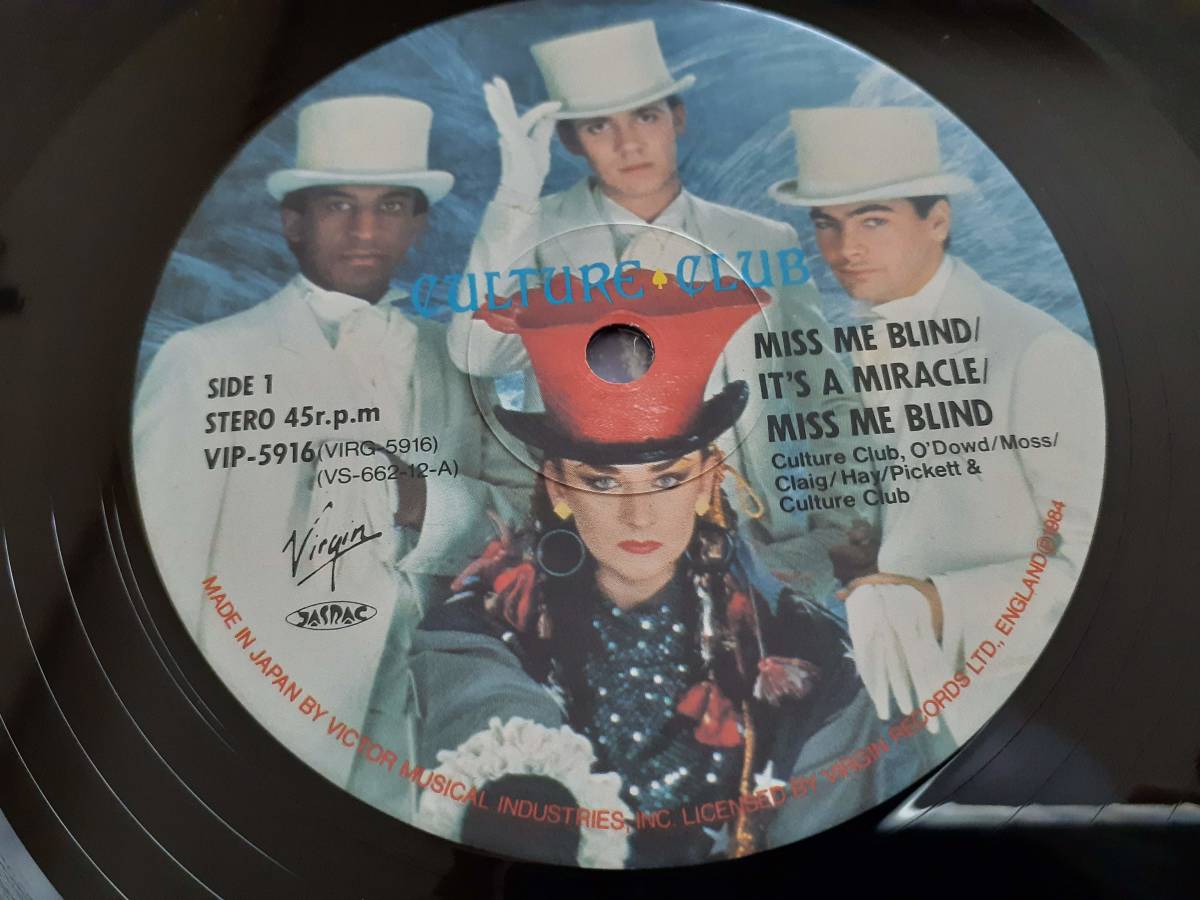 CULTURE CLUB
SIDE 1
STERO 45r.p.m
VIP-5916 (VIRG-5916)
(VS-662-12-A)
Virgin
JASRAC
MISS ME BLIND/
IT'S A MIRACLE/
MISS ME BLIND
Culture Club, O'Dowd/Moss/
Claig/Hay/Pickett &
Culture Club
MADE IN JAPAN BY VICTOR MUSICAL INDUSTRIES, INC. LICENSED BY VIRGIN RECORDS LTD., ENGLAND Ⓟ1984